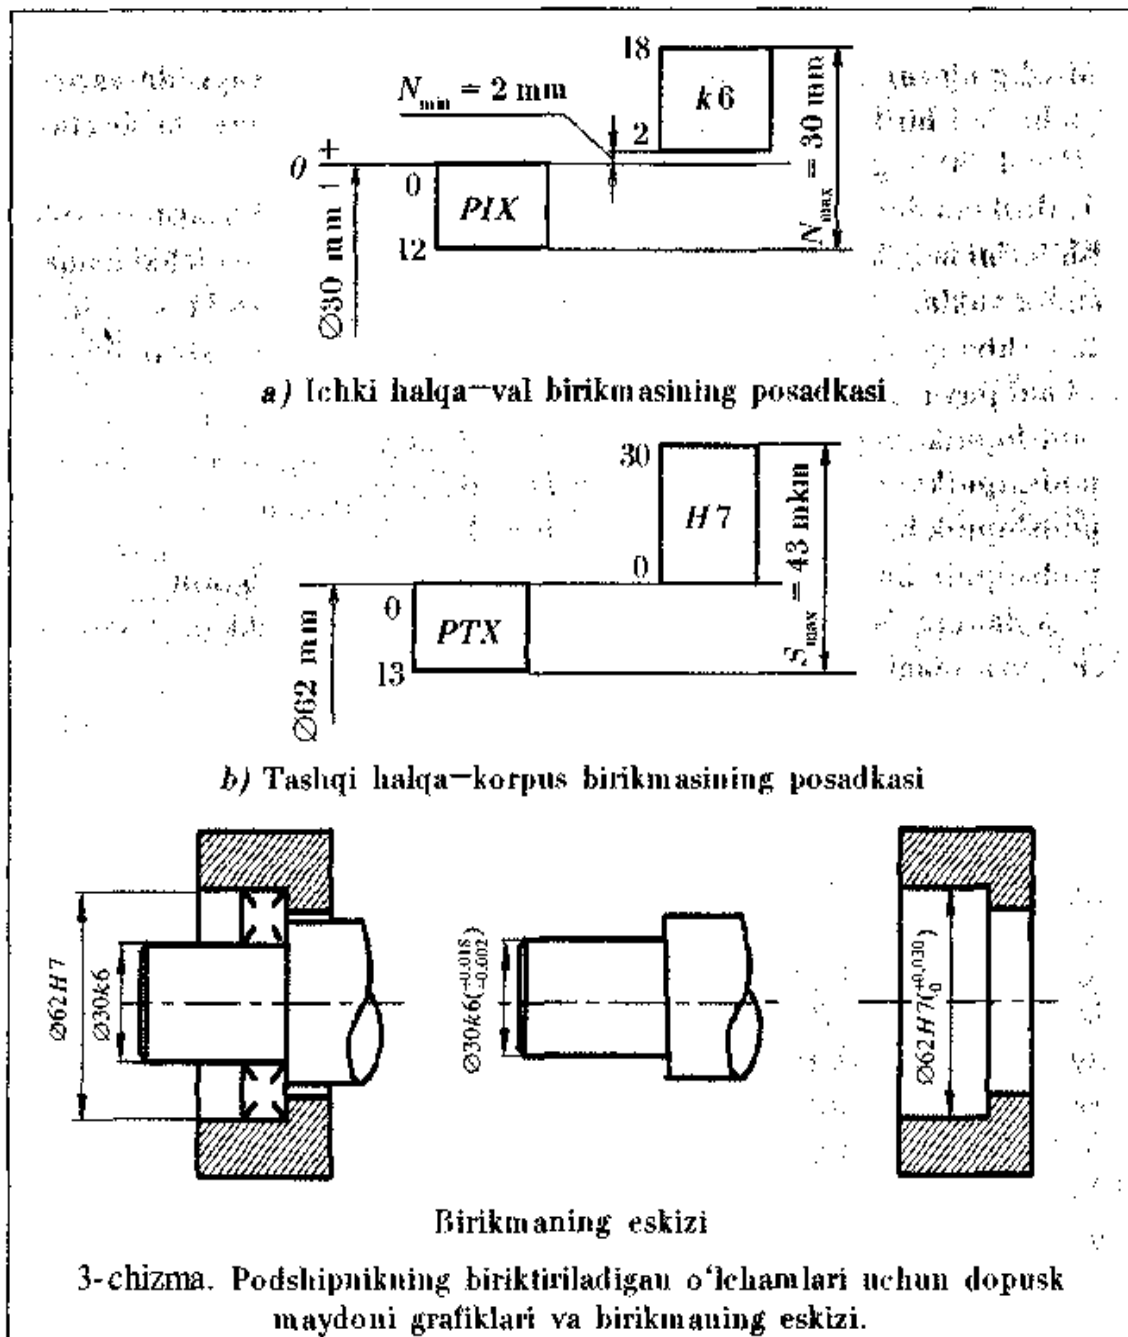 18
N min = 2 mm
k6
2
N max = 30 mm
0 + −
0
PIX
12
Ø30 mm
a) Ichki halqa—val birikmasining posadkasi
30
H7
0
S max = 43 mkm
0
PTX
13
Ø62 mm
b) Tashqi halqa—korpus birikmasining posadkasi
Ø62H7
Ø30k6
Ø30k6(+0.018 +0.002)
Ø62H7(+0.030 0)
Birikmaning eskizi
3-chizma. Podshipnikning biriktiriladigan o‘lchamlari uchun dopusk
maydoni grafiklari va birikmaning eskizi.